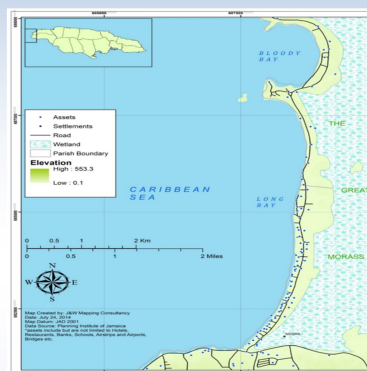 BLOODY
BAY
Assets
Settlements
Road
Wetland
Parish Boundary
Elevation
High : 553.3
Low : 0.1
THE
CARIBBEAN
SEA
LONG
BAY
GREAT
MORASS
0 0.5 1 2 Km
0 0.5 1 2 Miles
N
W E
S
Map Created by: J&W Mapping Consultancy
Date: July 24, 2014
Map Datum: JAD 2001
Data Source: Planning Institute of Jamaica
*assets include but are not limited to Hotels,
Restaurants, Banks, Schools, Airstrips and Airports,
Bridges etc.